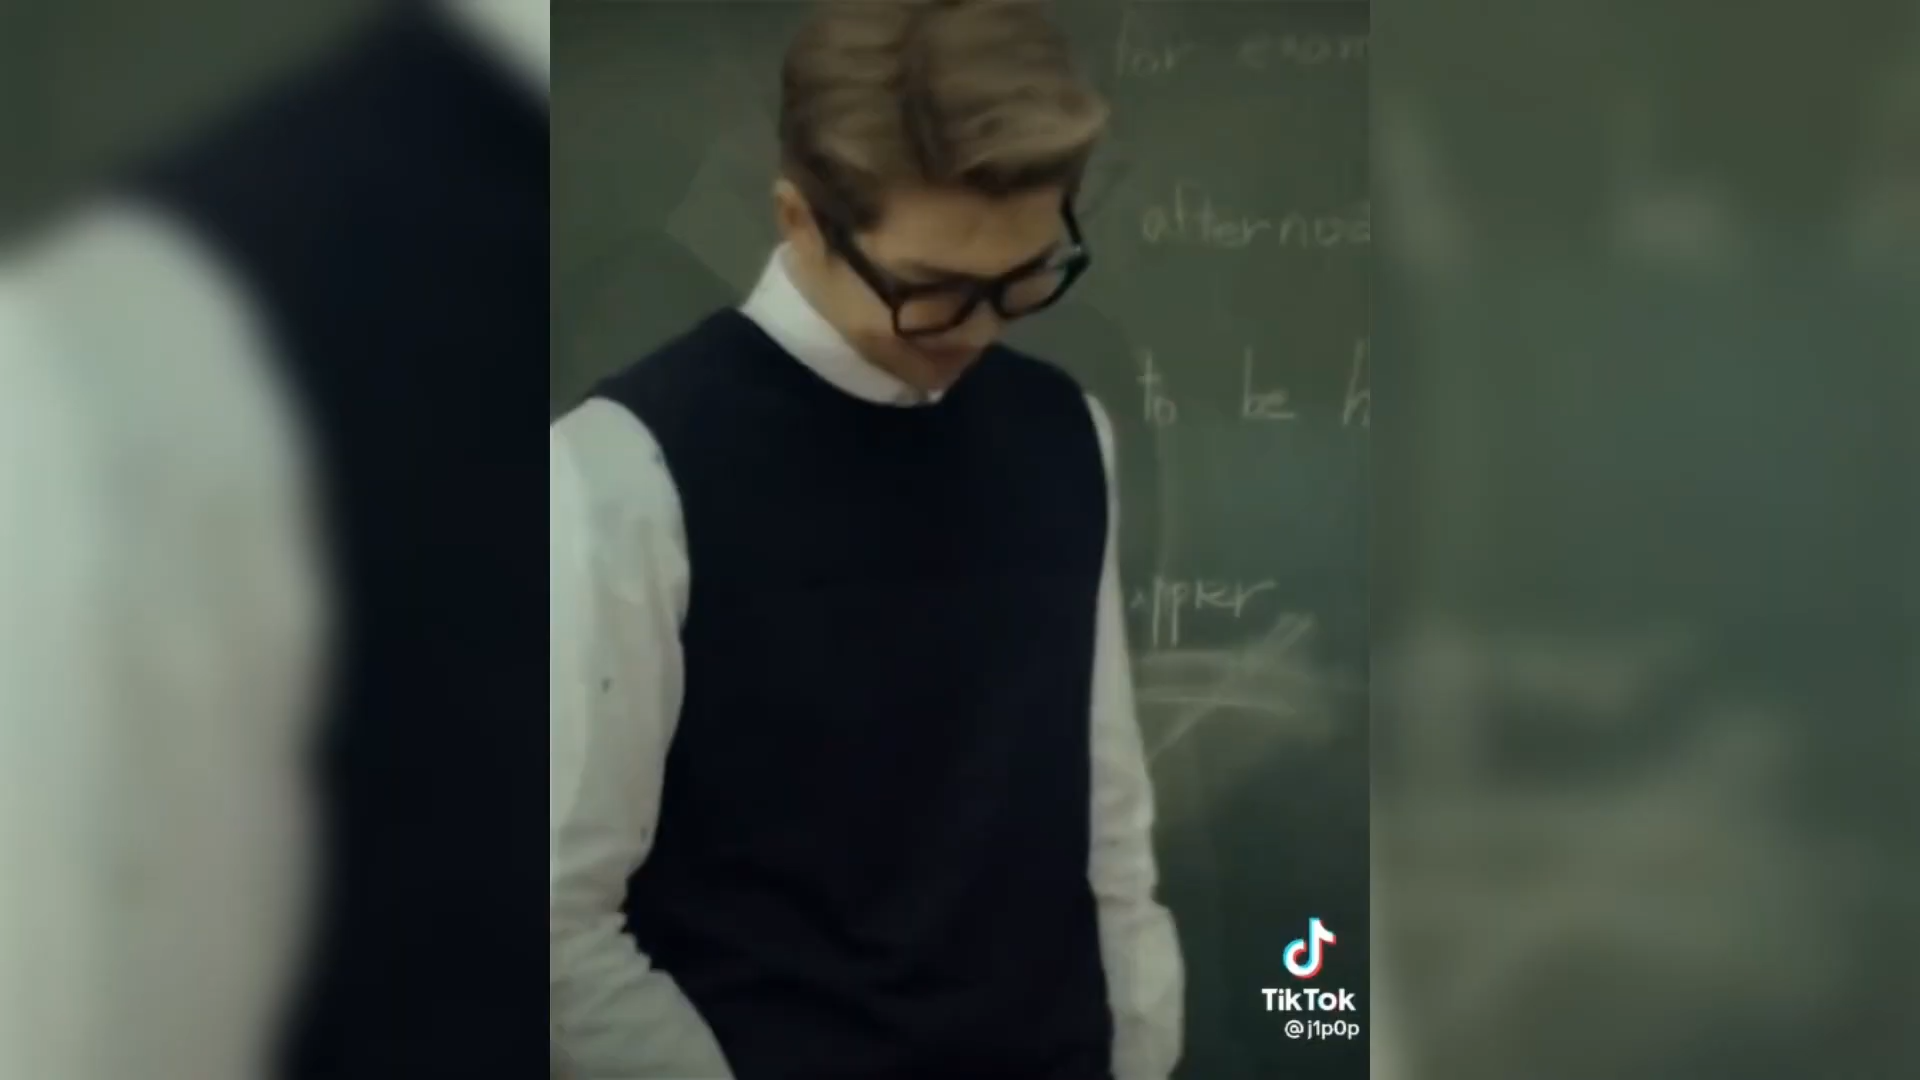 for exam
afternoo
to be h
pper
TikTok
@j1p0p